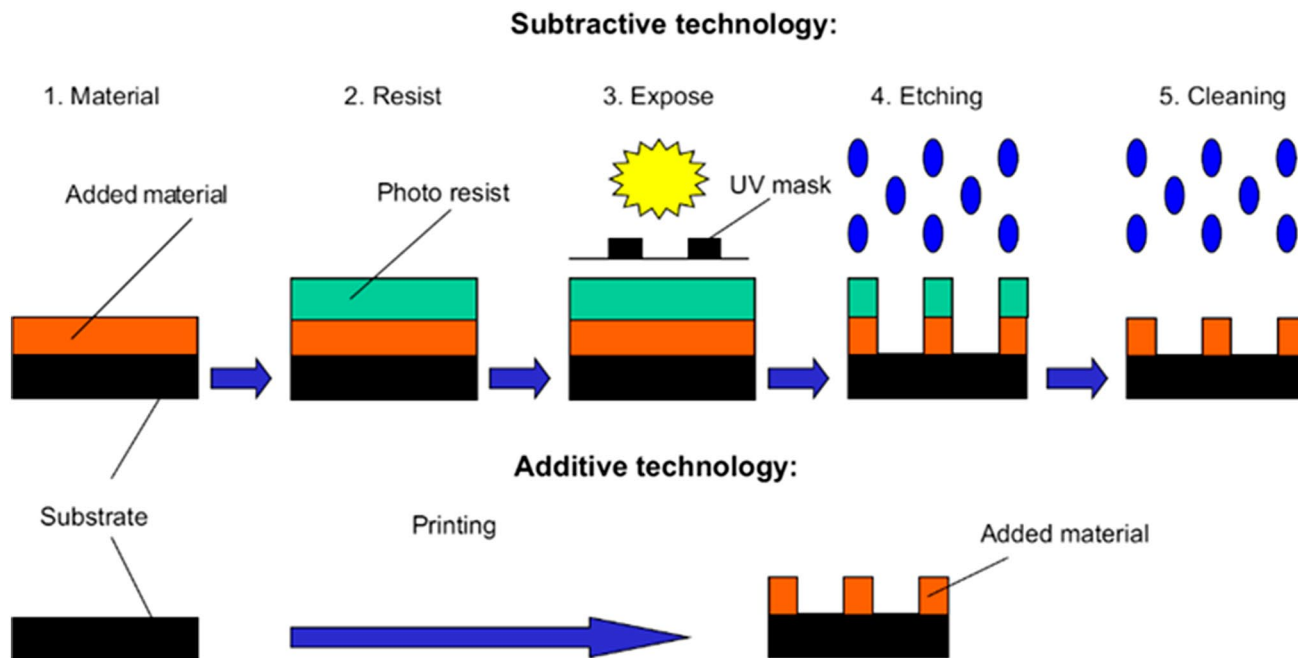 Subtractive technology:
1. Material
2. Resist
3. Expose
4. Etching
5. Cleaning
Added material
Photo resist
UV mask
Additive technology:
Substrate
Printing
Added material